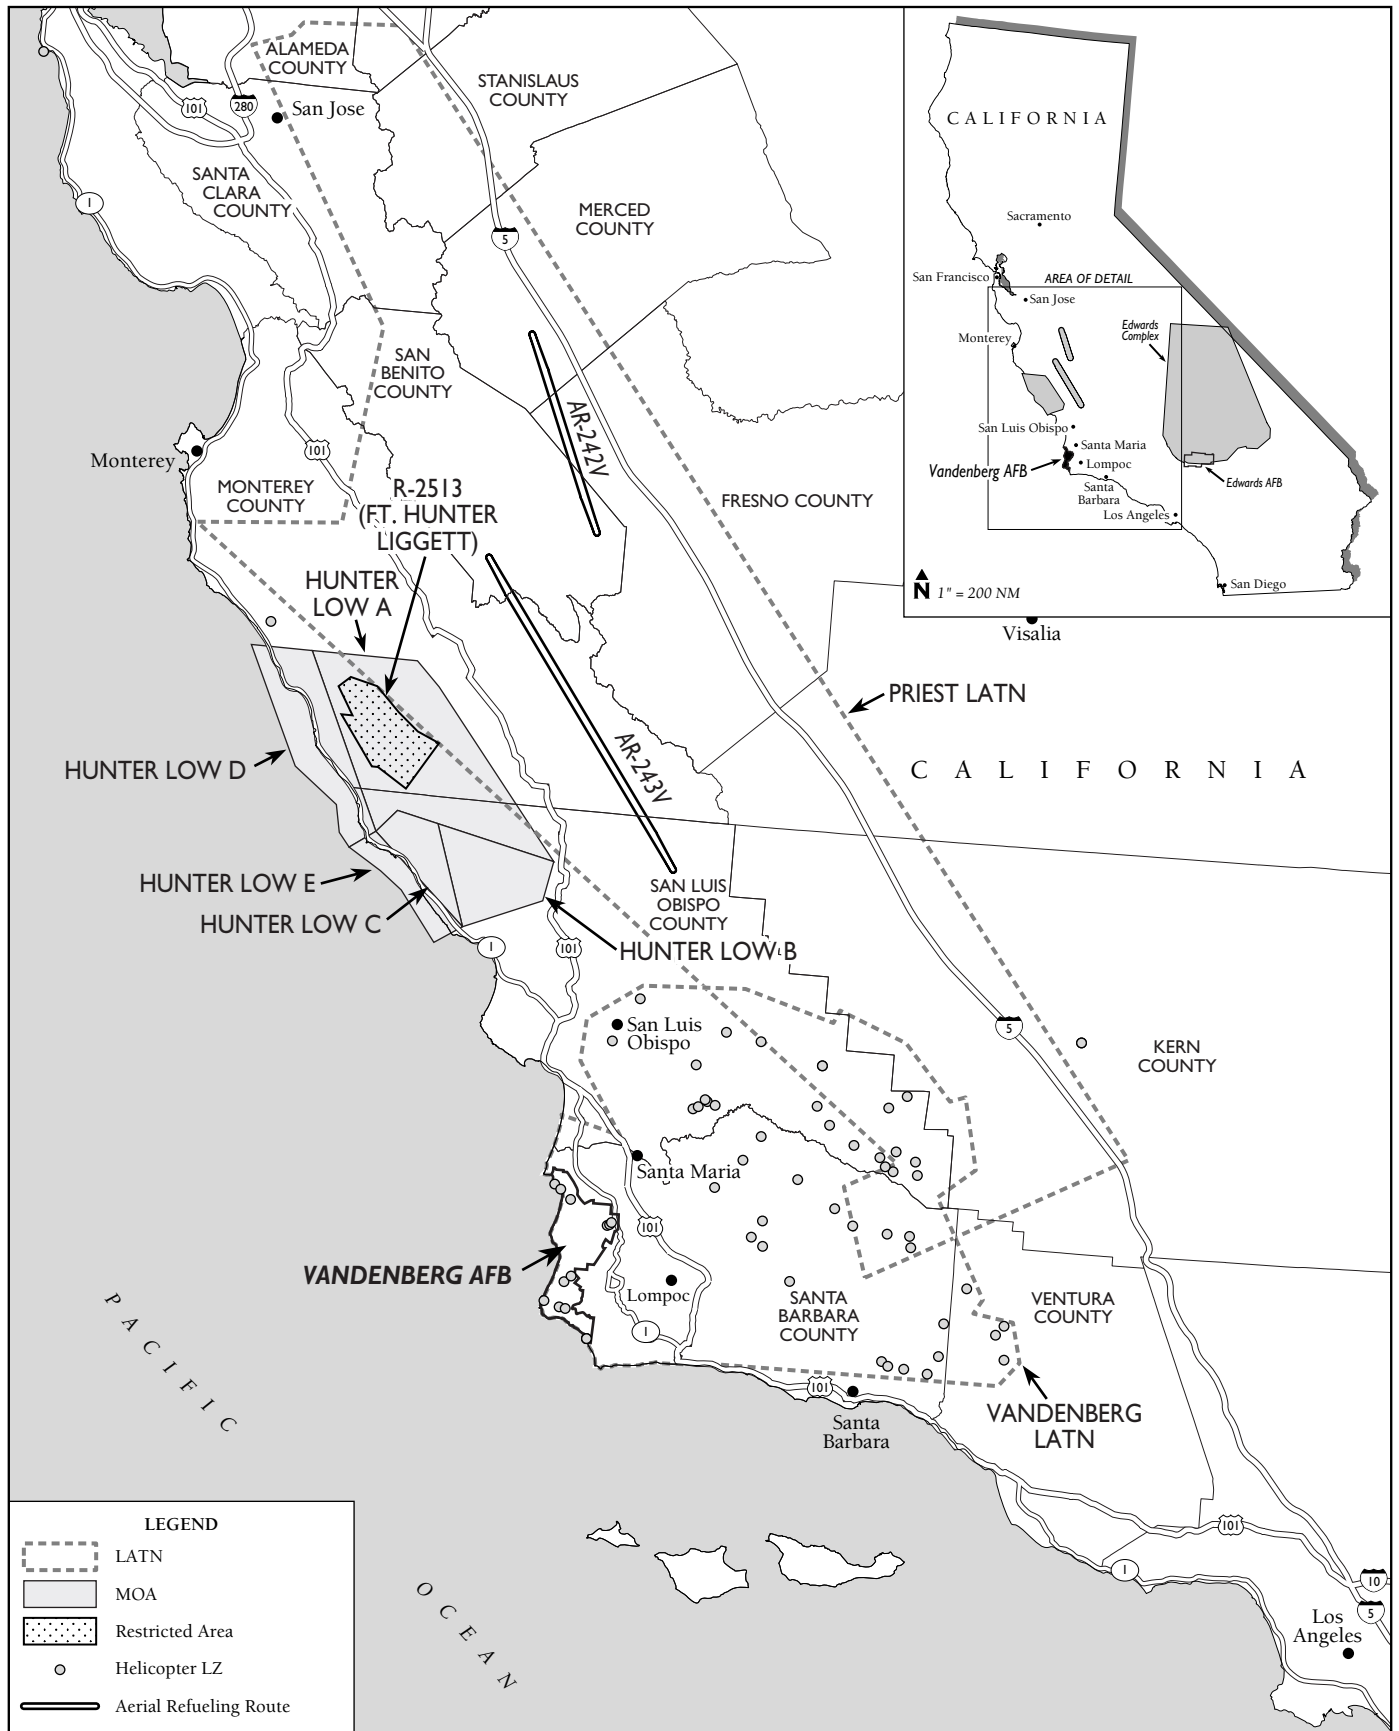 ALAMEDA
COUNTY
STANISLAUS
COUNTY
101
280
San Jose
SANTA
CLARA
COUNTY
1
MERCED
COUNTY
5
SAN
BENITO
COUNTY
AR-242V
101
Monterey
MONTEREY
COUNTY
R-2513
(FT. HUNTER
LIGGETT)
FRESNO COUNTY
HUNTER
LOW A
CALIFORNIA
Sacramento
San Francisco
AREA OF DETAIL
San Jose
Monterey
Edwards
Complex
San Luis Obispo
Santa Maria
Vandenberg AFB
Lompoc
Santa
Barbara
Edwards AFB
Los Angeles
San Diego
N 1" = 200 NM
Visalia
PRIEST LATN
HUNTER LOW D
AR-243V
CALIFORNIA
HUNTER LOW E
HUNTER LOW C
SAN LUIS
OBISPO
COUNTY
1
101
HUNTER LOW B
San Luis
Obispo
5
KERN
COUNTY
Santa Maria
101
VANDENBERG AFB
Lompoc
1
SANTA
BARBARA
COUNTY
VENTURA
COUNTY
101
Santa
Barbara
VANDENBERG
LATN
PACIFIC
OCEAN
101
1
10
5
Los
Angeles
LEGEND
LATN
MOA
Restricted Area
Helicopter LZ
Aerial Refueling Route